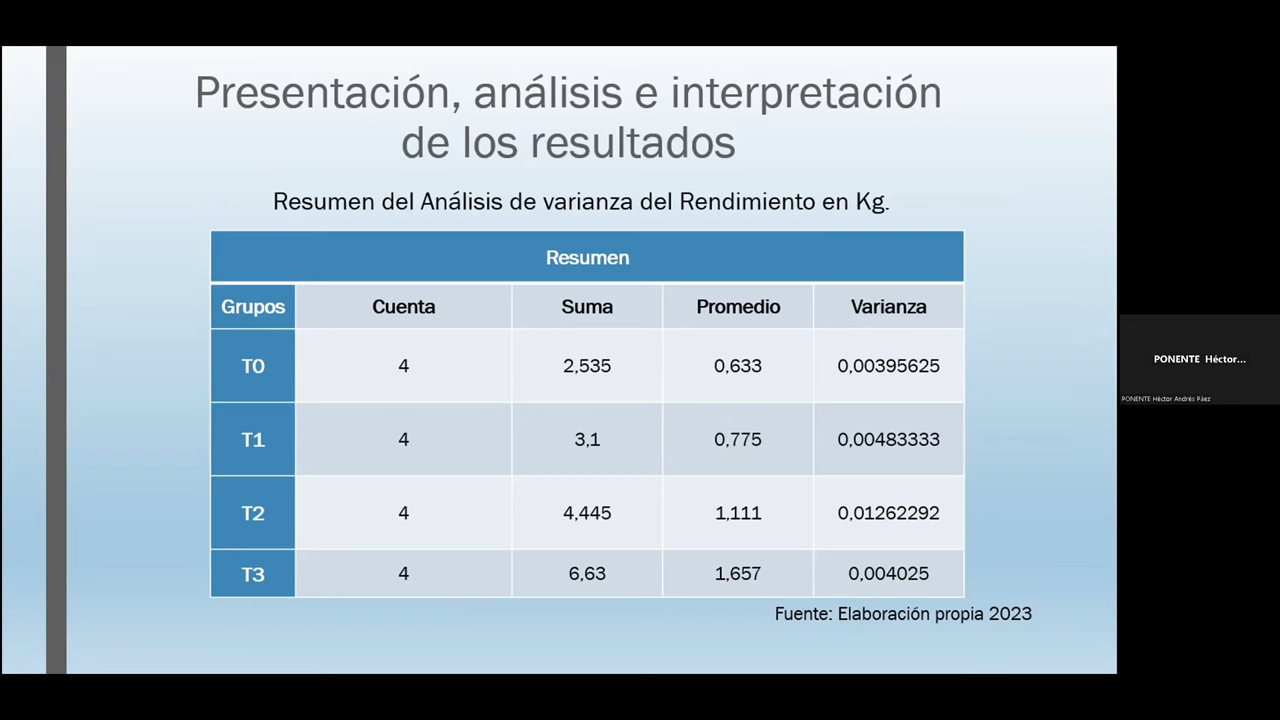 Presentación, análisis e interpretación
de los resultados
Resumen del Análisis de varianza del Rendimiento en Kg.
Resumen
Grupos Cuenta Suma Promedio Varianza
T0 4 2,535 0,633 0,00395625
T1 4 3,1 0,775 0,00483333
T2 4 4,445 1,111 0,01262292
T3 4 6,63 1,657 0,004025
Fuente: Elaboración propia 2023
PONENTE Héctor...
PONENTE Héctor Andrés Páez